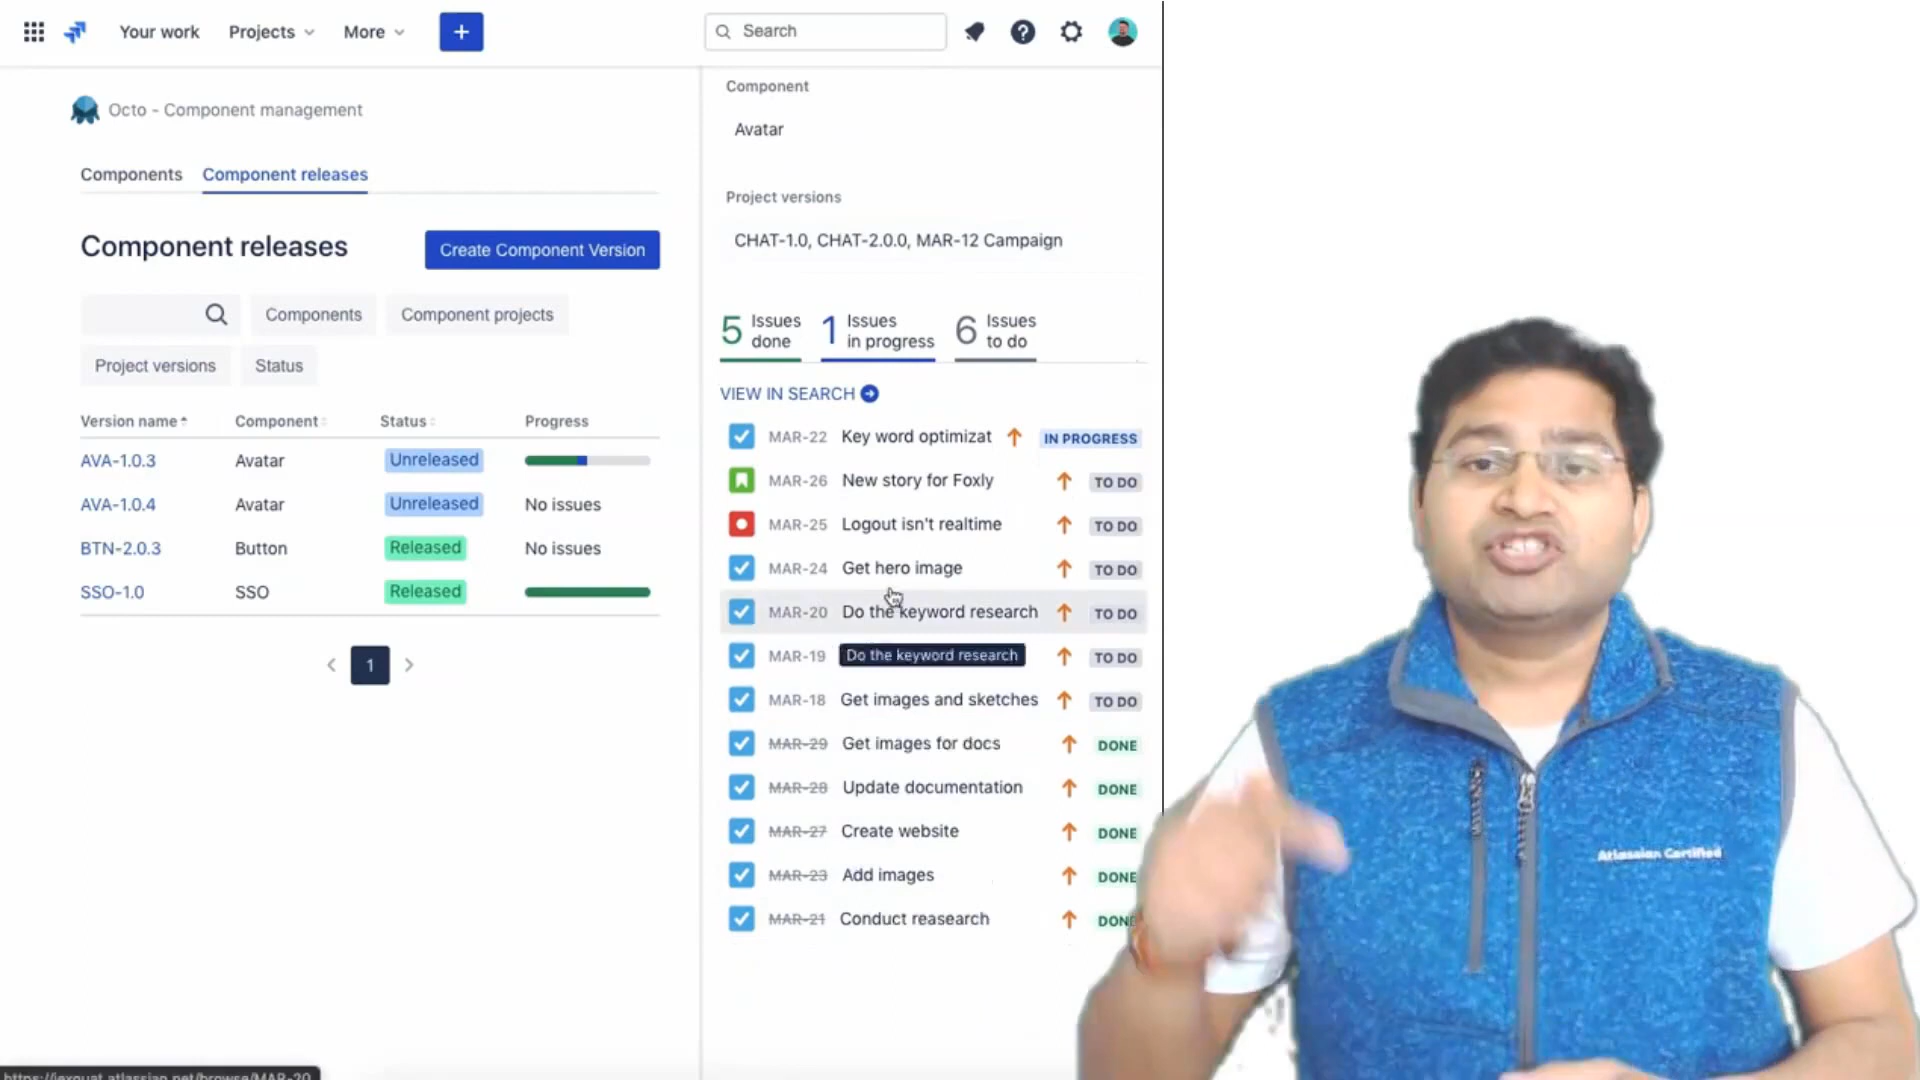 Your work Projects More + Search
Octo - Component management
Components Component releases
Component releases Create Component Version
Components Component projects
Project versions Status
Version name Component Status Progress
AVA-1.0.3 Avatar Unreleased
AVA-1.0.4 Avatar Unreleased No issues
BTN-2.0.3 Button Released No issues
SSO-1.0 SSO Released
1
Component
Avatar
Project versions
CHAT-1.0, CHAT-2.0.0, MAR-12 Campaign
5 Issues done 1 Issues in progress 6 Issues to do
VIEW IN SEARCH
MAR-22 Key word optimizat IN PROGRESS
MAR-26 New story for Foxly TO DO
MAR-25 Logout isn't realtime TO DO
MAR-24 Get hero image TO DO
MAR-20 Do the keyword research TO DO
MAR-19 Do the keyword research TO DO
MAR-18 Get images and sketches TO DO
MAR-29 Get images for docs DONE
MAR-28 Update documentation DONE
MAR-27 Create website DONE
MAR-23 Add images DONE
MAR-21 Conduct reasearch DONE
Atlassian Certified